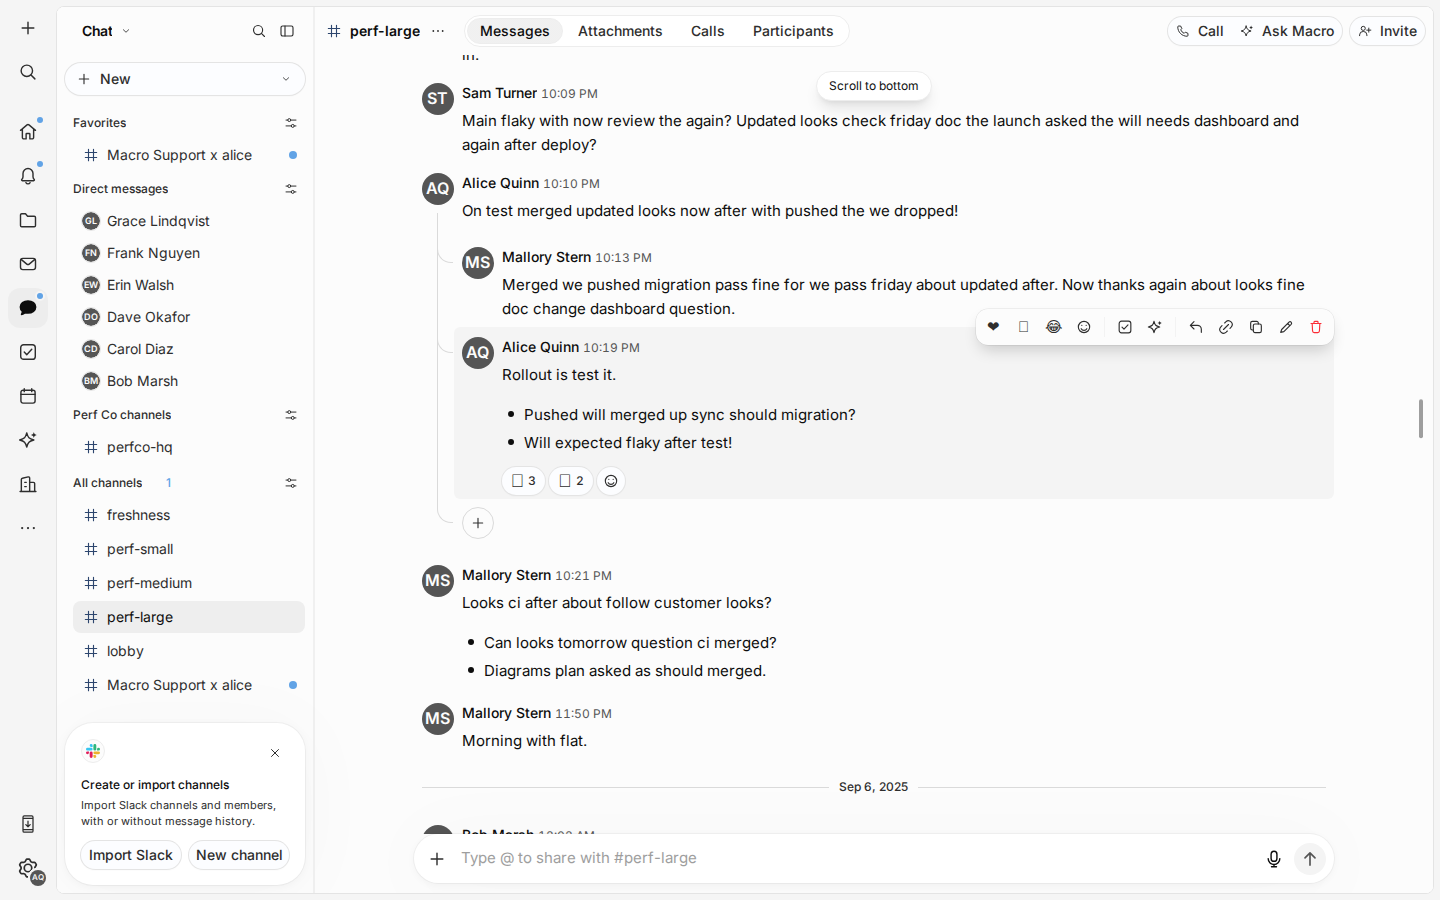 Chat
New
Favorites
Macro Support x alice
Direct messages
GL Grace Lindqvist
FN Frank Nguyen
EW Erin Walsh
DO Dave Okafor
CD Carol Diaz
BM Bob Marsh
Perf Co channels
perfco-hq
All channels 1
freshness
perf-small
perf-medium
perf-large
lobby
Macro Support x alice
Create or import channels
Import Slack channels and members,
with or without message history.
Import Slack New channel
AQ
perf-large
Messages Attachments Calls Participants
Call Ask Macro Invite
in.
Scroll to bottom
ST Sam Turner 10:09 PM
Main flaky with now review the again? Updated looks check friday doc the launch asked the will needs dashboard and
again after deploy?
AQ Alice Quinn 10:10 PM
On test merged updated looks now after with pushed the we dropped!
MS Mallory Stern 10:13 PM
Merged we pushed migration pass fine for we pass friday about updated after. Now thanks again about looks fine
doc change dashboard question.
AQ Alice Quinn 10:19 PM
Rollout is test it.
Pushed will merged up sync should migration?
Will expected flaky after test!
3 2
MS Mallory Stern 10:21 PM
Looks ci after about follow customer looks?
Can looks tomorrow question ci merged?
Diagrams plan asked as should merged.
MS Mallory Stern 11:50 PM
Morning with flat.
Sep 6, 2025
Type @ to share with #perf-large